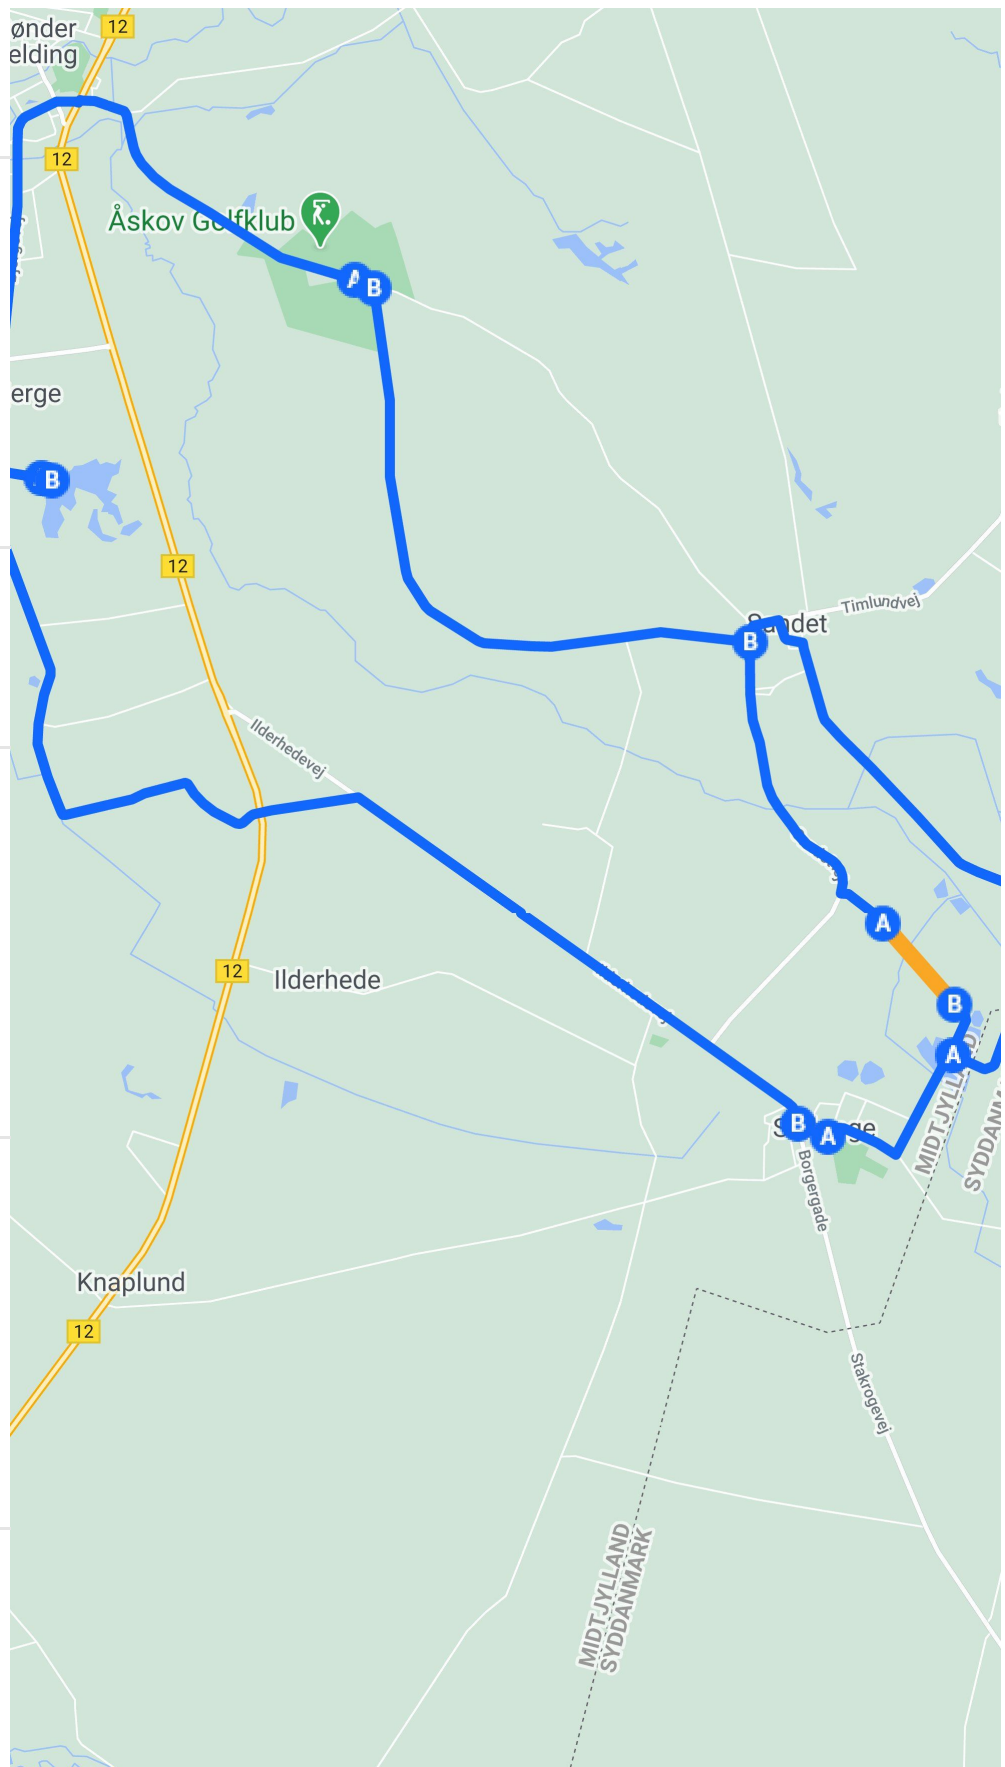 ønder
elding
12
12
Åskov Golfklub
A
B
erge
B
12
Timlundvej
Sandet
B
Ilderhedevej
A
12
Ilderhede
B
A
MIDTJYLLAND
SYDDANM
B
A
Borgergade
Knaplund
12
Stakrogevej
MIDTJYLLAND
SYDDANMARK